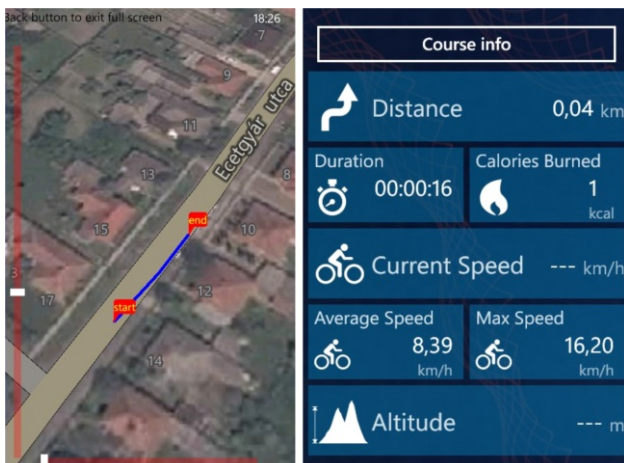 Back button to exit full screen
18:26
7
9
11
Ecetgyár utca
13
8
15
end
10
3
17
start
12
14
Course info
Distance 0,04 km
Duration
00:00:16
Calories Burned
1
kcal
Current Speed --- km/h
Average Speed
8,39
km/h
Max Speed
16,20
km/h
Altitude --- m